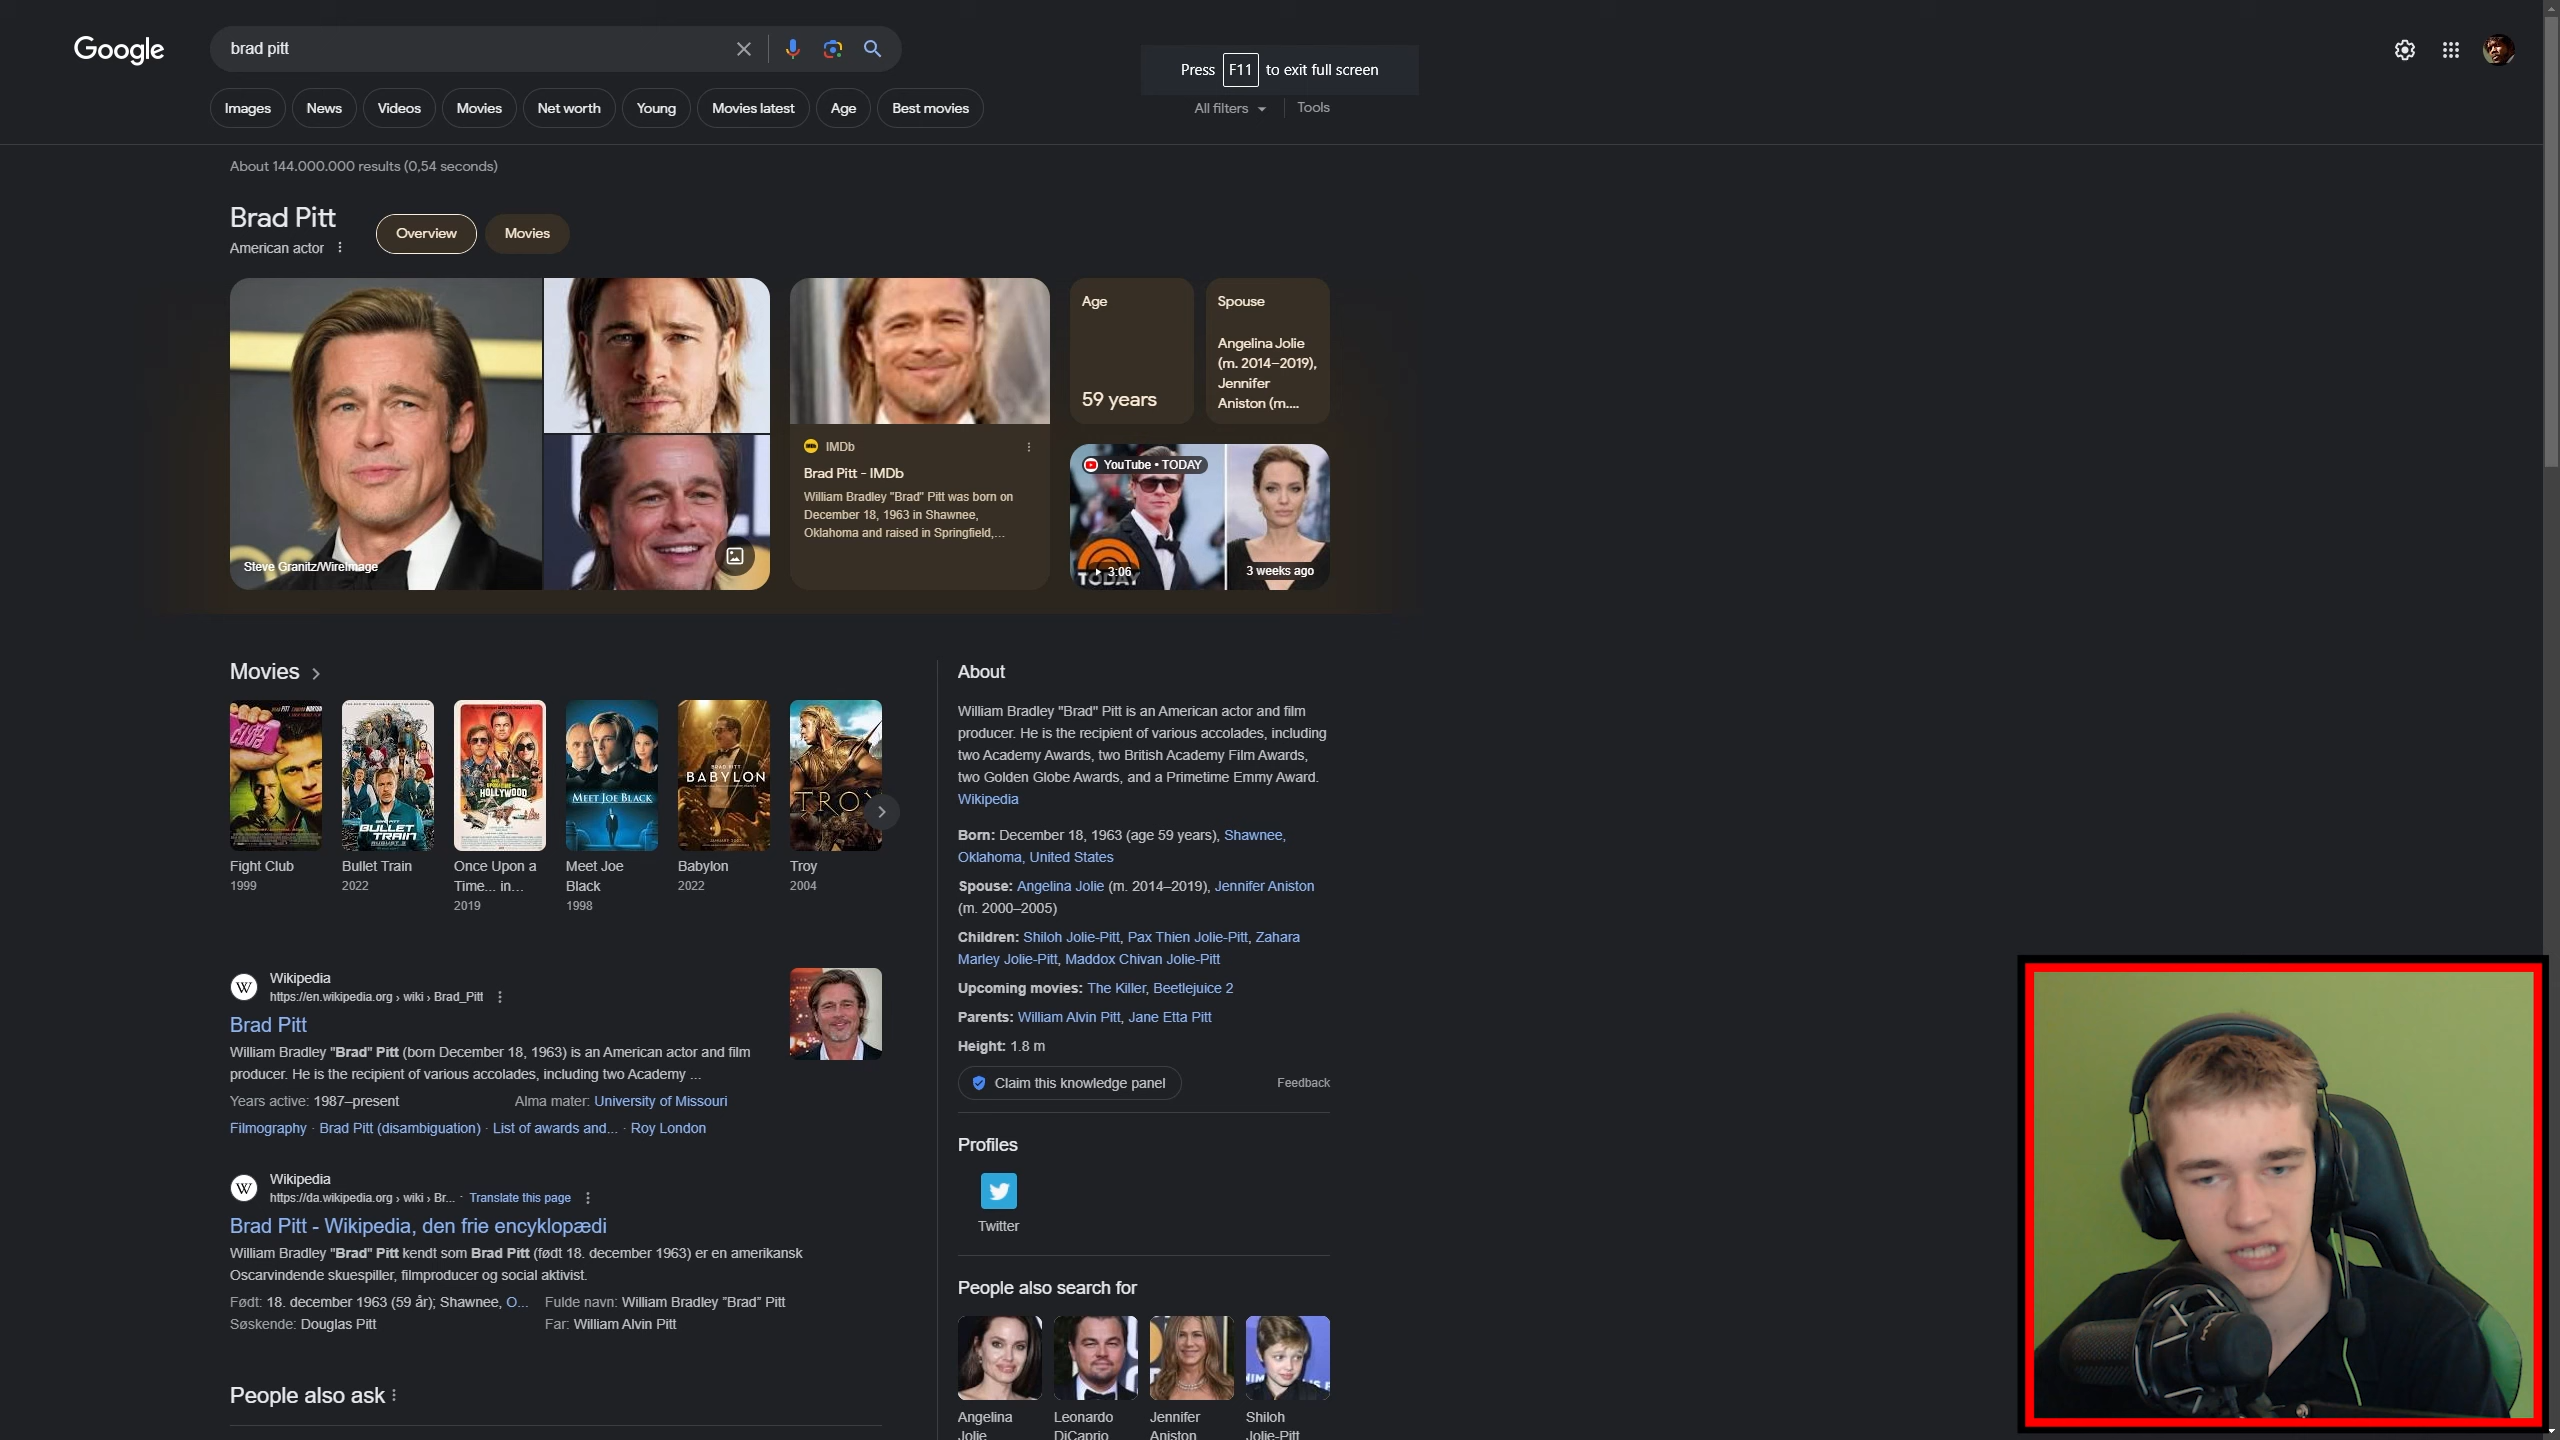 Google
brad pitt
Press F11 to exit full screen
Images
News
Videos
Movies
Net worth
Young
Movies latest
Age
Best movies
All filters
Tools
About 144.000.000 results (0,54 seconds)
Brad Pitt
American actor
Overview
Movies
Steve Granitz/WireImage
IMDb
Brad Pitt - IMDb
William Bradley "Brad" Pitt was born on
December 18, 1963 in Shawnee,
Oklahoma and raised in Springfield,...
Age
59 years
Spouse
Angelina Jolie
(m. 2014–2019),
Jennifer
Aniston (m....
YouTube • TODAY
TODAY
3:06
3 weeks ago
Movies
CLUB
BULLET
TRAIN
HOLLYWOOD
MEET JOE BLACK
BRAD PITT
BABYLON
TROY
Fight Club
1999
Bullet Train
2022
Once Upon a
Time... in...
2019
Meet Joe
Black
1998
Babylon
2022
Troy
2004
Wikipedia
https://en.wikipedia.org › wiki › Brad_Pitt
Brad Pitt
William Bradley "Brad" Pitt (born December 18, 1963) is an American actor and film
producer. He is the recipient of various accolades, including two Academy ...
Years active: 1987–present
Alma mater: University of Missouri
Filmography · Brad Pitt (disambiguation) · List of awards and... · Roy London
Wikipedia
https://da.wikipedia.org › wiki › Br... · Translate this page
Brad Pitt - Wikipedia, den frie encyklopædi
William Bradley "Brad" Pitt kendt som Brad Pitt (født 18. december 1963) er en amerikansk
Oscarvindende skuespiller, filmproducer og social aktivist.
Født: 18. december 1963 (59 år); Shawnee, O...
Fulde navn: William Bradley "Brad" Pitt
Søskende: Douglas Pitt
Far: William Alvin Pitt
People also ask
About
William Bradley "Brad" Pitt is an American actor and film
producer. He is the recipient of various accolades, including
two Academy Awards, two British Academy Film Awards,
two Golden Globe Awards, and a Primetime Emmy Award.
Wikipedia
Born: December 18, 1963 (age 59 years), Shawnee,
Oklahoma, United States
Spouse: Angelina Jolie (m. 2014–2019), Jennifer Aniston
(m. 2000–2005)
Children: Shiloh Jolie-Pitt, Pax Thien Jolie-Pitt, Zahara
Marley Jolie-Pitt, Maddox Chivan Jolie-Pitt
Upcoming movies: The Killer, Beetlejuice 2
Parents: William Alvin Pitt, Jane Etta Pitt
Height: 1.8 m
Claim this knowledge panel
Feedback
Profiles
Twitter
People also search for
Angelina
Jolie
Leonardo
DiCaprio
Jennifer
Aniston
Shiloh
Jolie-Pitt